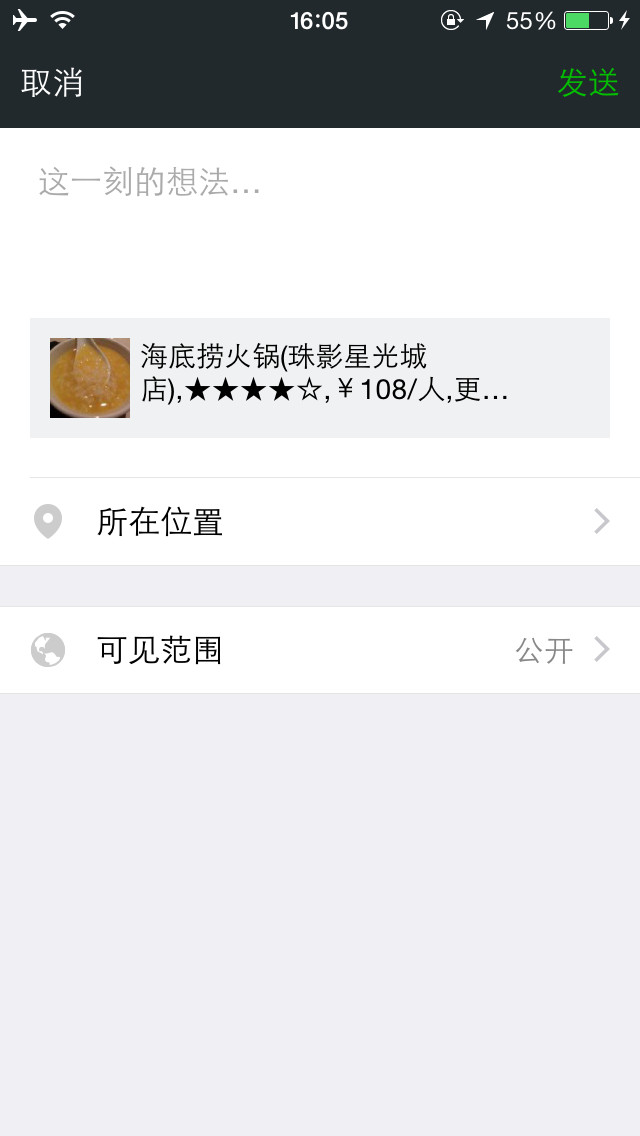 16:05
55%
取消
发送
这一刻的想法...
海底捞火锅(珠影星光城
店),★★★★☆,￥108/人,更...
所在位置
可见范围
公开